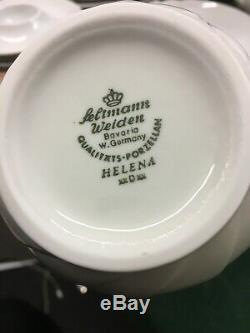 Seltmann
Weiden
Bavaria
W. Germany
QUALITÄTS-PORZELLAN
HELENA